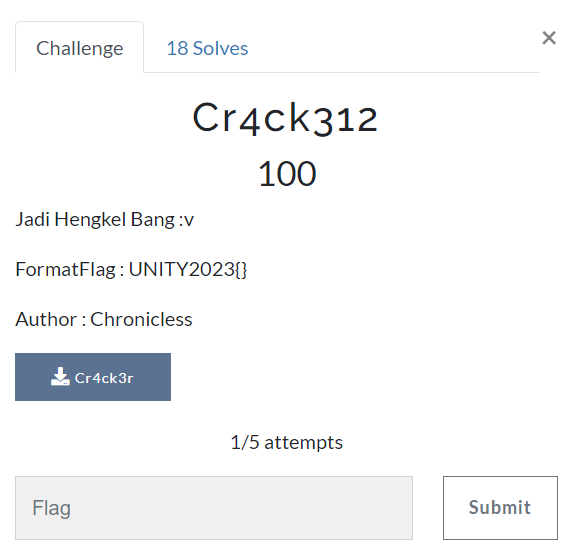 Challenge
18 Solves
×
Cr4ck312
100
Jadi Hengkel Bang :v
FormatFlag : UNITY2023{}
Author : Chronicless
Cr4ck3r
1/5 attempts
Flag
Submit